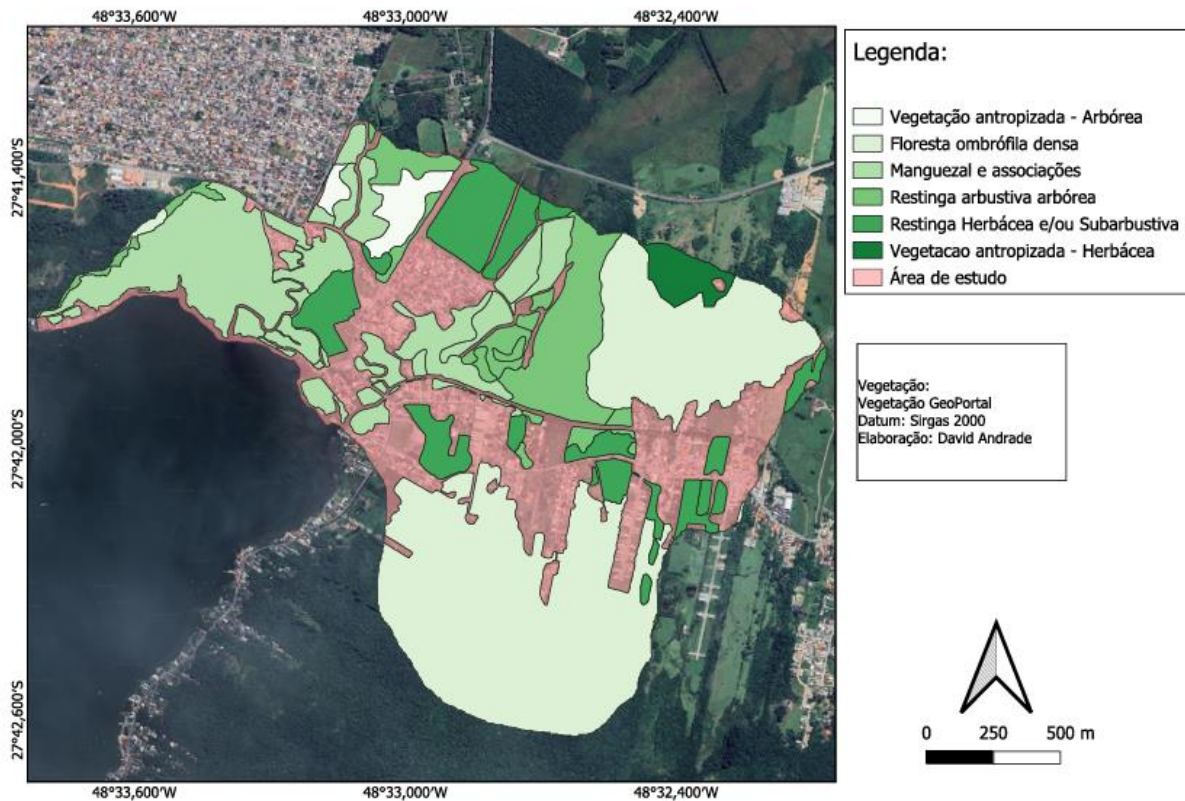 48°33,600'W 48°33,000'W 48°32,400'W
27°41,400'S
27°42,000'S
27°42,600'S
48°33,600'W 48°33,000'W 48°32,400'W
Legenda:
Vegetação antropizada - Arbórea
Floresta ombrófila densa
Manguezal e associações
Restinga arbustiva arbórea
Restinga Herbácea e/ou Subarbustiva
Vegetacao antropizada - Herbácea
Área de estudo
Vegetação:
Vegetação GeoPortal
Datum: Sirgas 2000
Elaboração: David Andrade
0 250 500 m